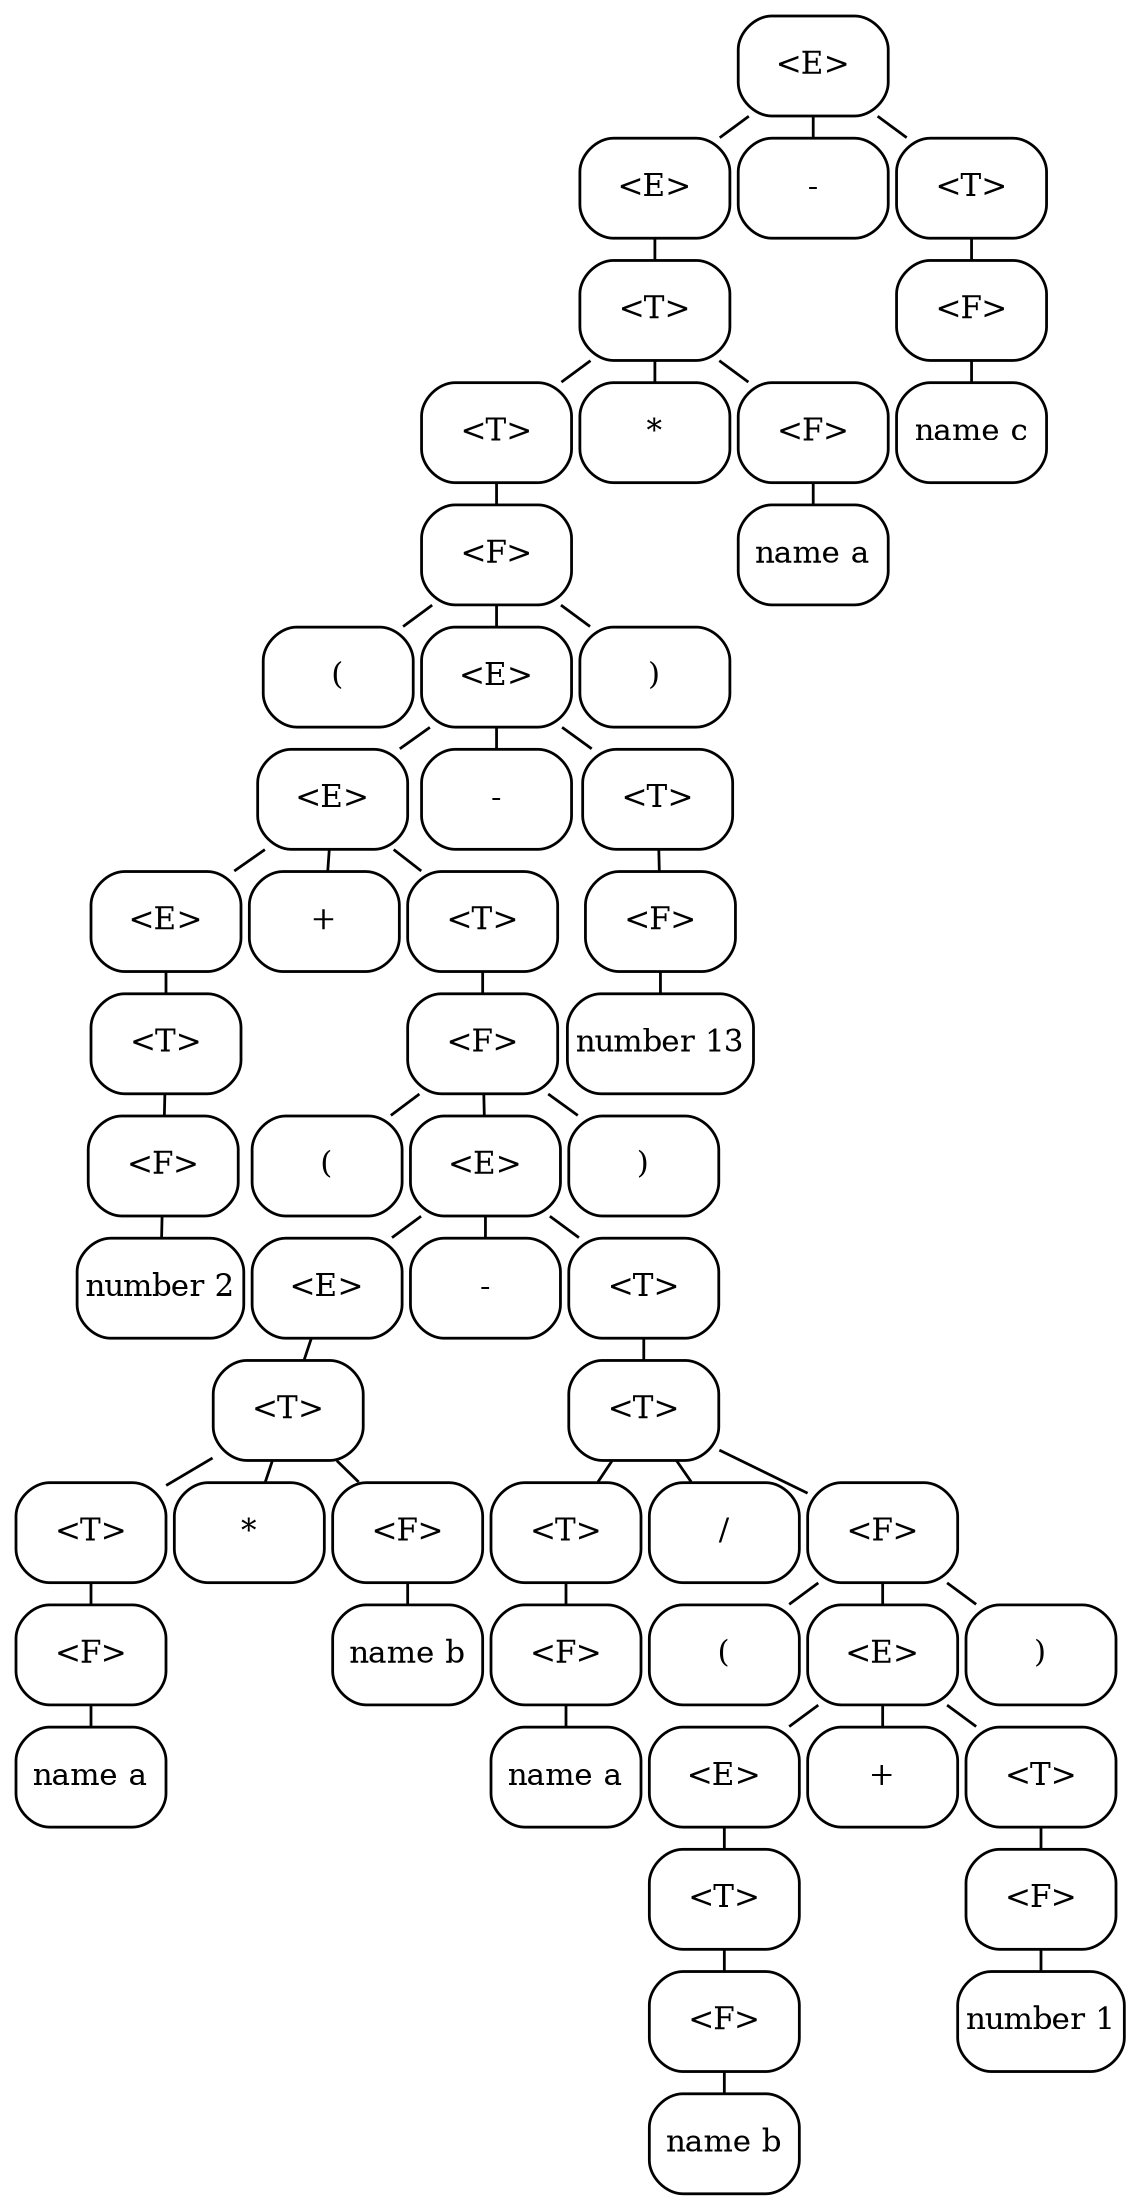 <E>
<E> - <T>
<T> <F>
<T> * <F> name c
<F> name a
( <E> )
<E> - <T>
<E> + <T> <F>
<T> <F> number 13
<F> ( <E> )
number 2 <E> - <T>
<T> <T>
<T> * <F> <T> / <F>
<F> name b <F> ( <E> )
name a name a <E> + <T>
<T> <F>
<F> number 1
name b